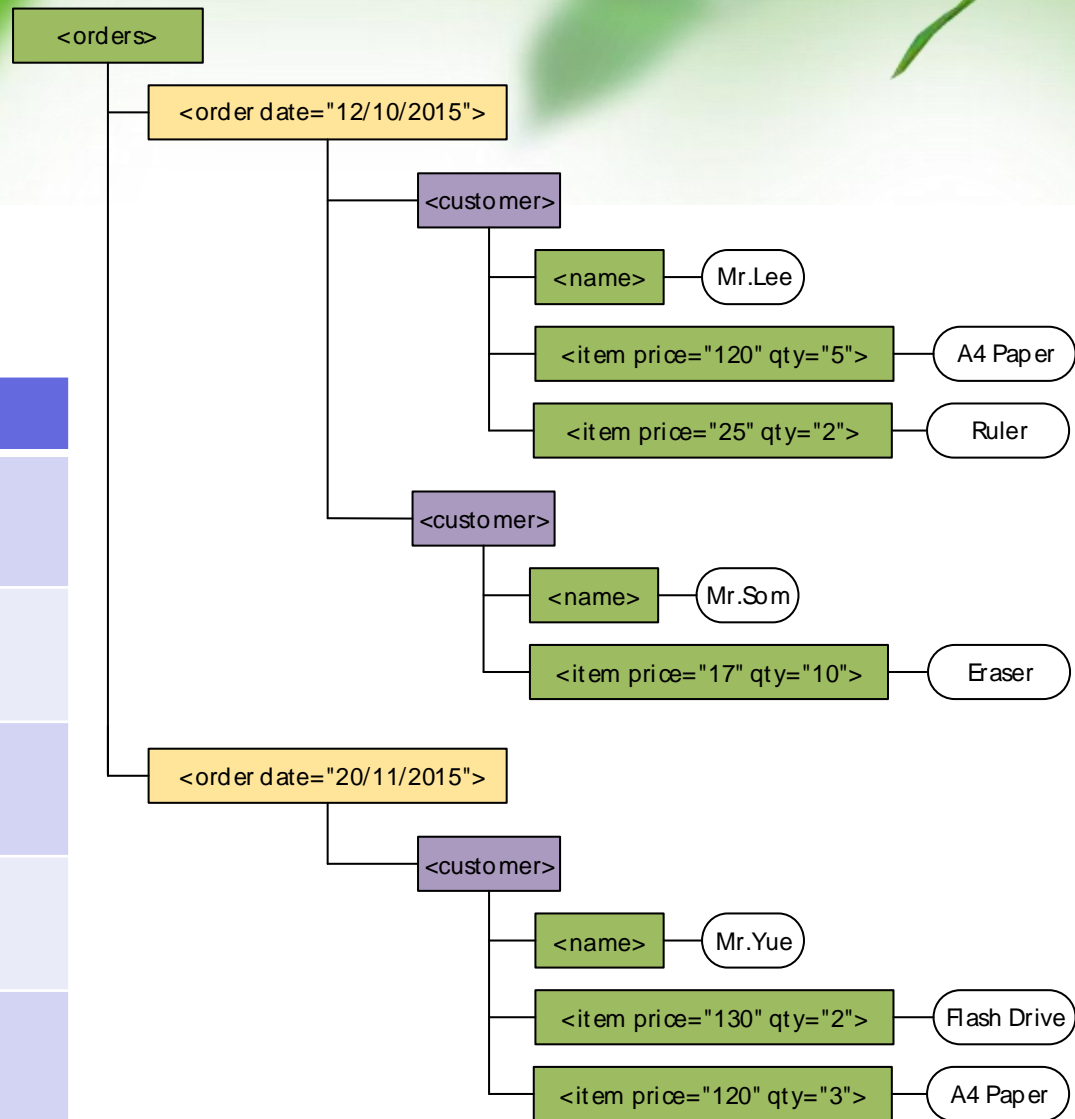 <orders>
<order date="12/10/2015">
<customer>
<name> Mr.Lee
<item price="120" qty="5"> A4 Paper
<item price="25" qty="2"> Ruler
<customer>
<name> Mr.Som
<item price="17" qty="10"> Eraser
<order date="20/11/2015">
<customer>
<name> Mr.Yue
<item price="130" qty="2"> Flash Drive
<item price="120" qty="3"> A4 Paper